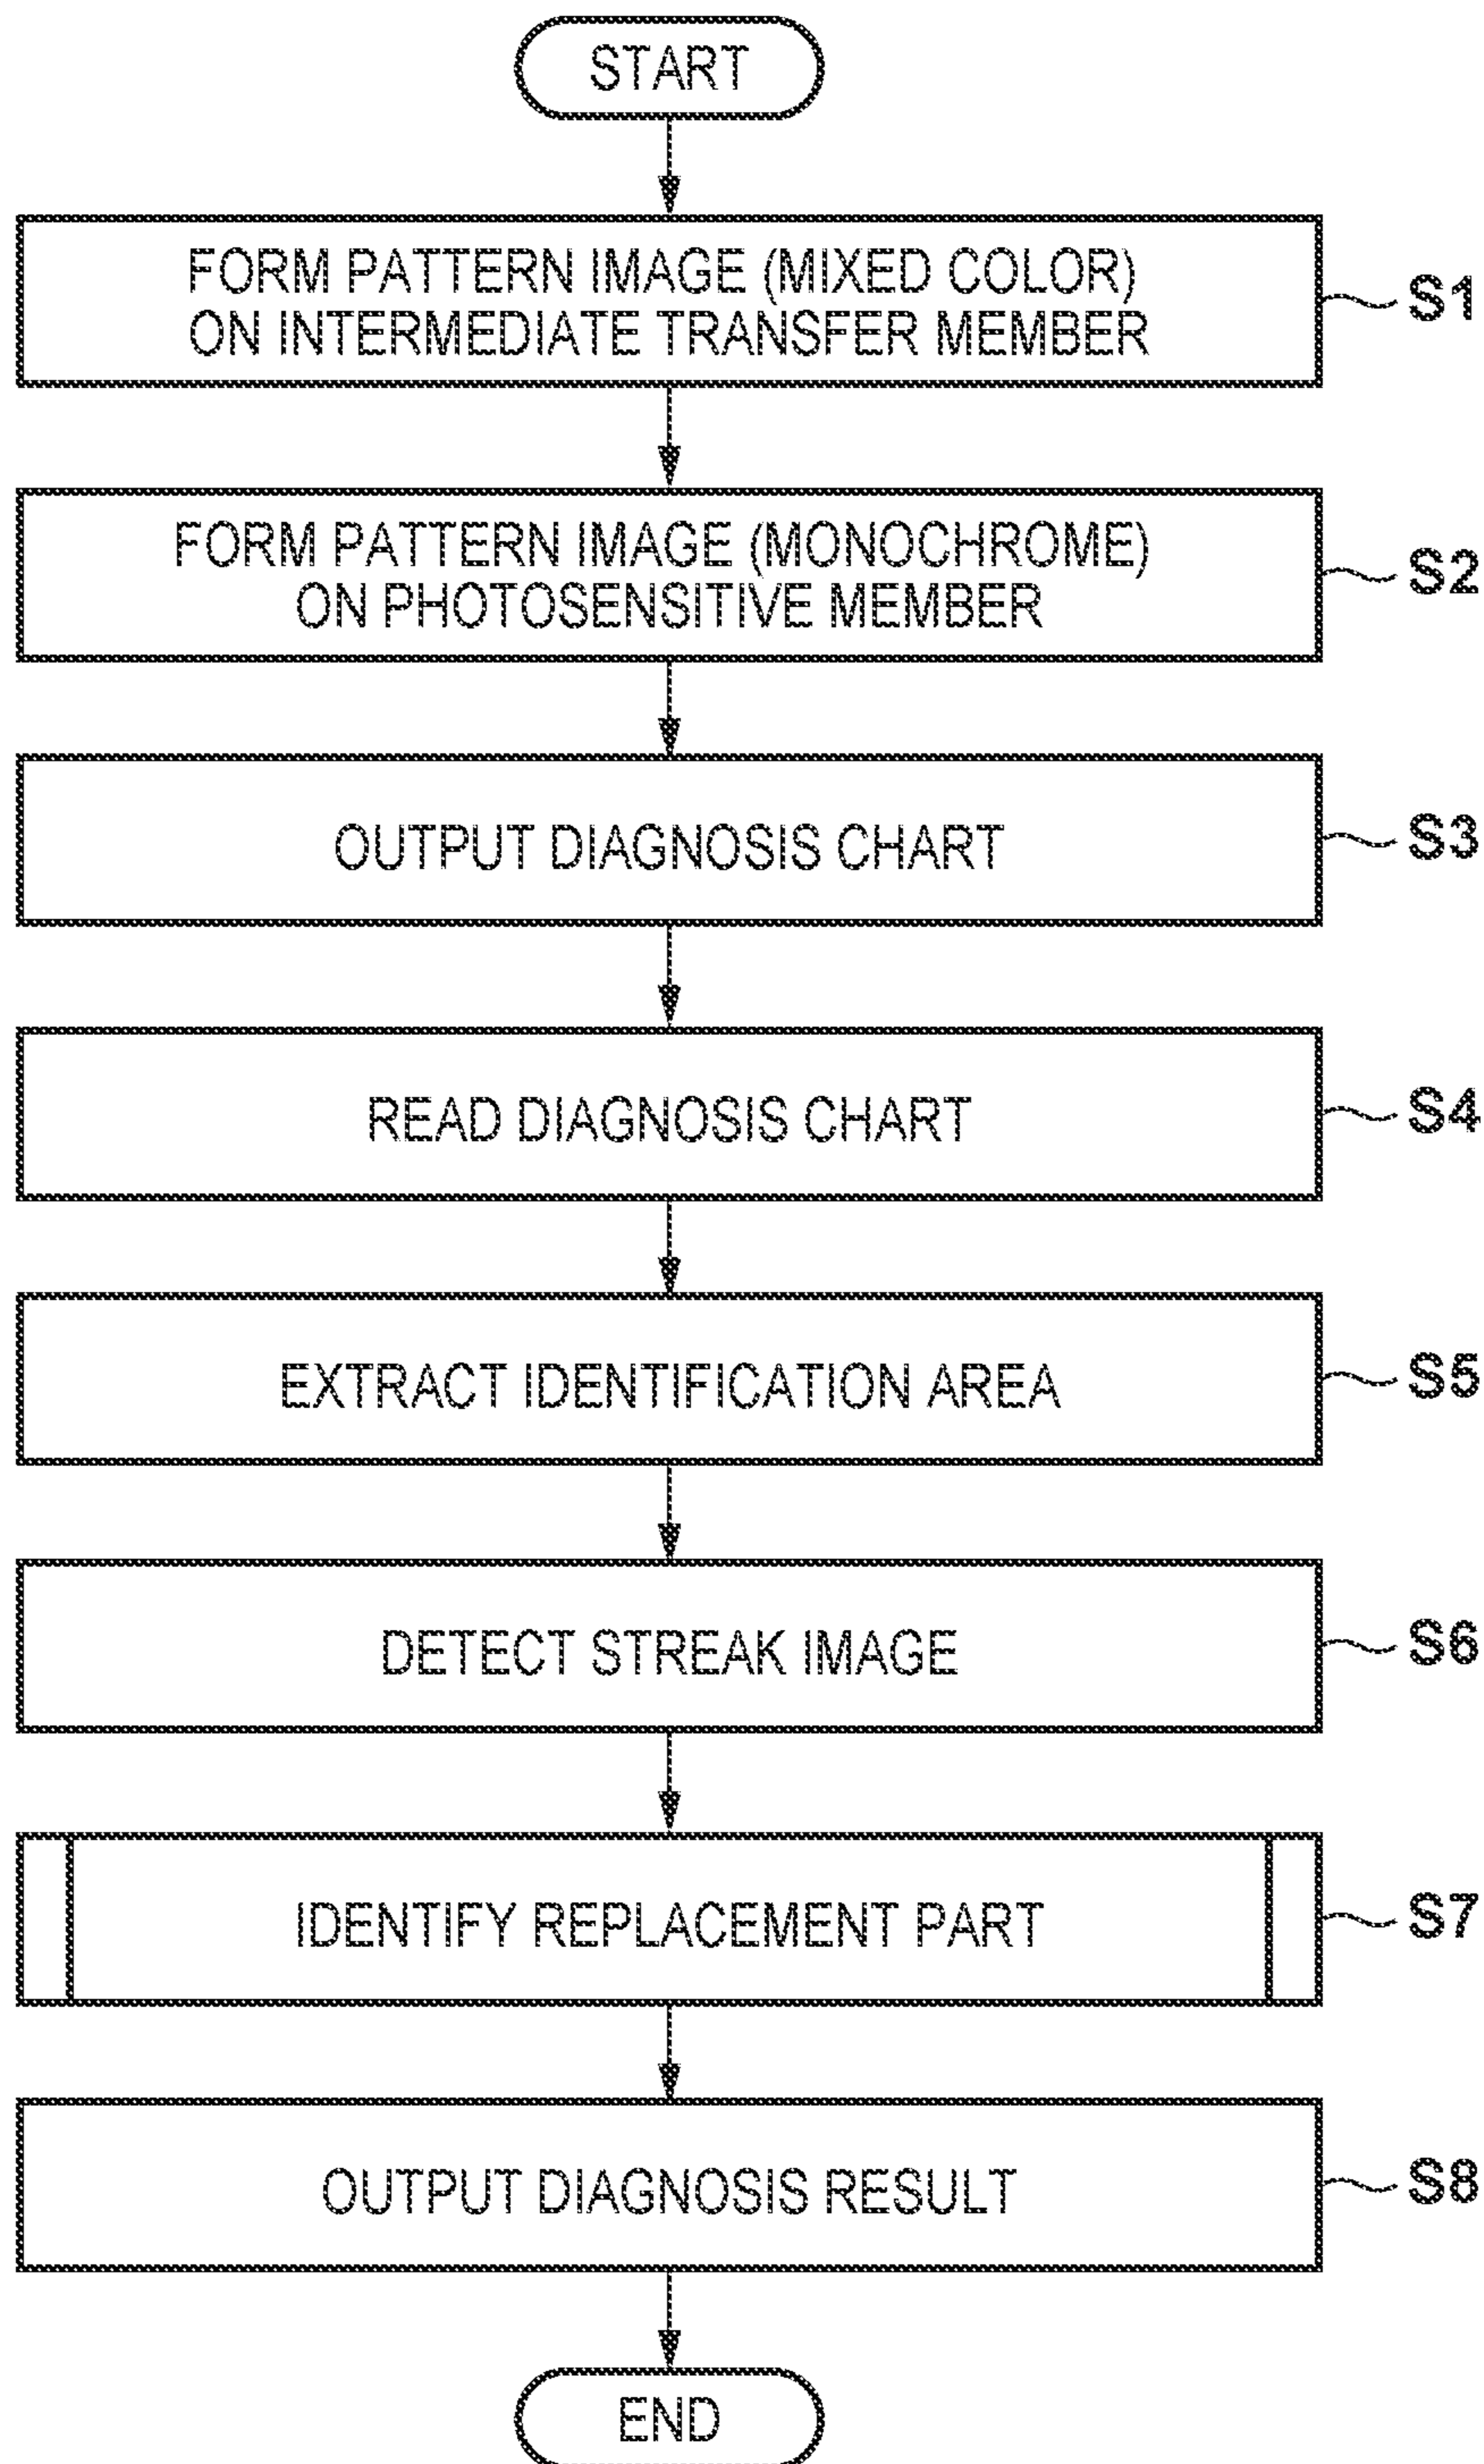 START
FORM PATTERN IMAGE (MIXED COLOR)
ON INTERMEDIATE TRANSFER MEMBER
S1
FORM PATTERN IMAGE (MONOCHROME)
ON PHOTOSENSITIVE MEMBER
S2
OUTPUT DIAGNOSIS CHART
S3
READ DIAGNOSIS CHART
S4
EXTRACT IDENTIFICATION AREA
S5
DETECT STREAK IMAGE
S6
IDENTIFY REPLACEMENT PART
S7
OUTPUT DIAGNOSIS RESULT
S8
END